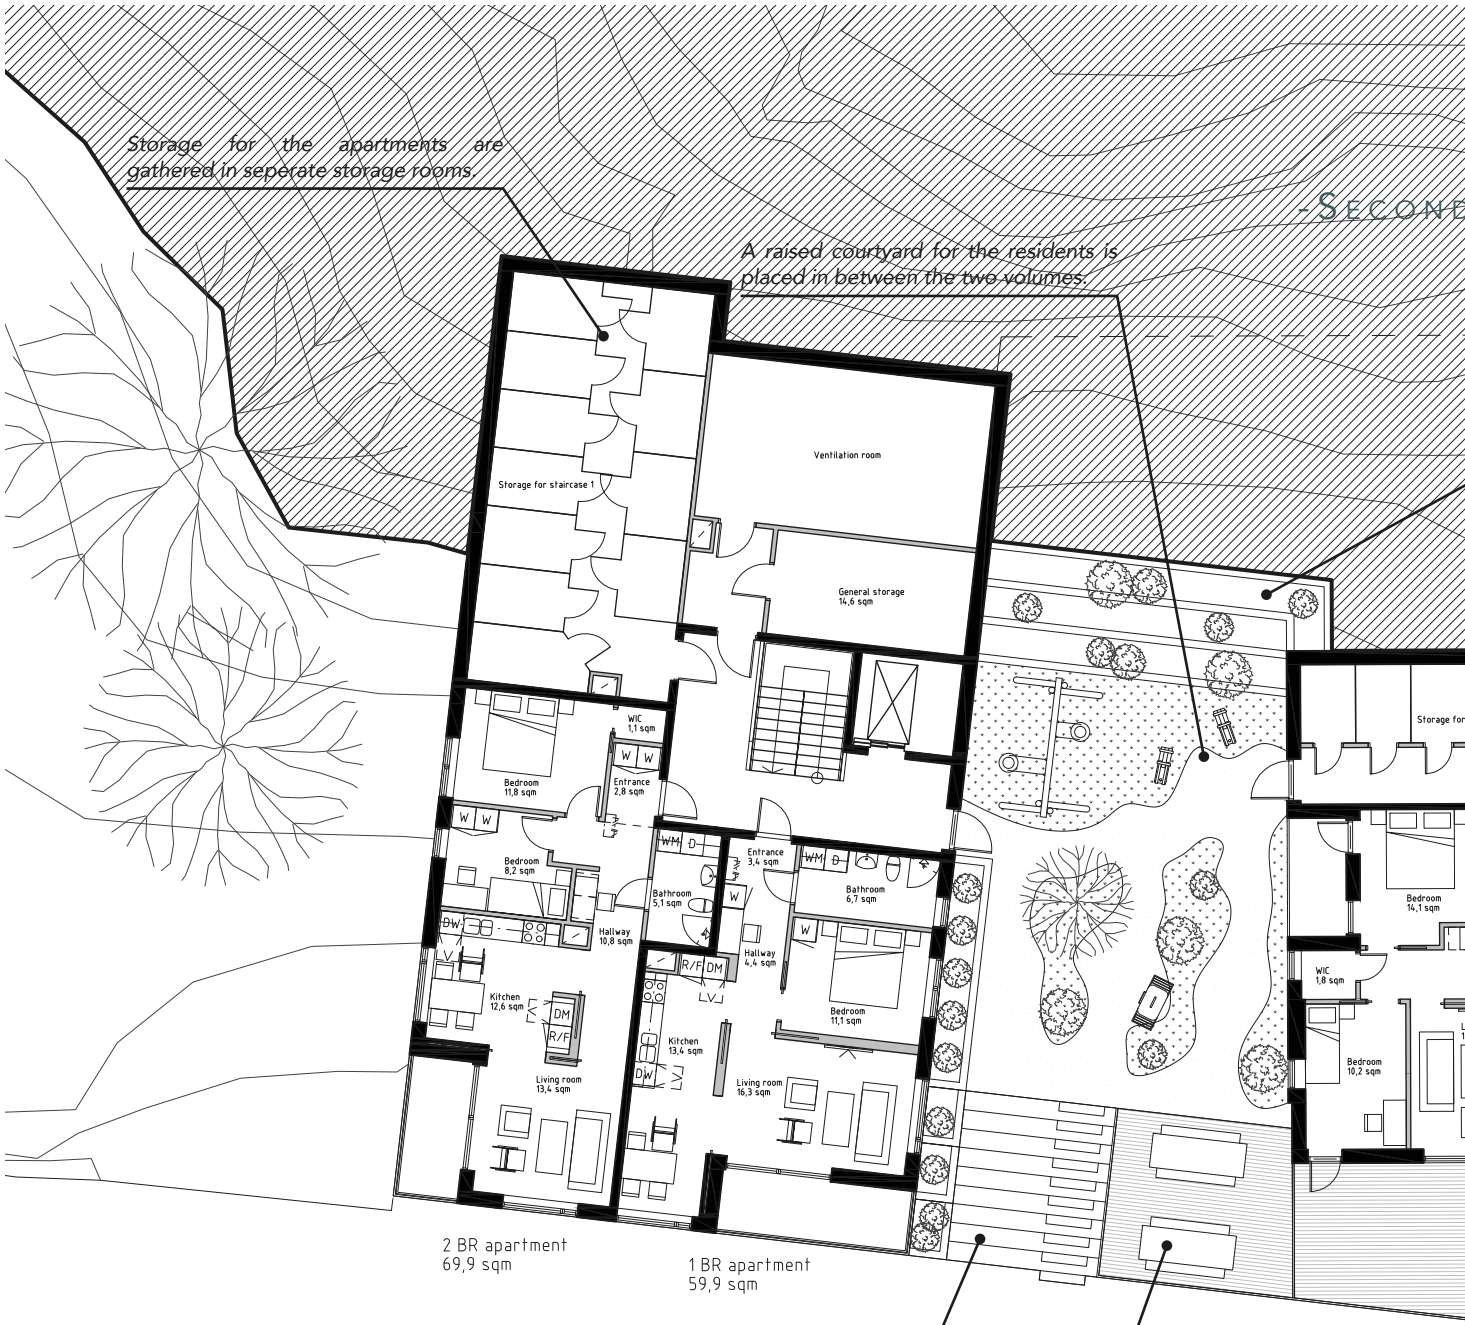 Storage for the apartments are
gathered in seperate storage rooms.
-SECOND
A raised courtyard for the residents is
placed in between the two volumes.
Ventilation room
Storage for staircase 1
General storage
14,6 sqm
WIC
1,1 sqm
Storage for
W W
Bedroom
11,8 sqm
Entrance
2,8 sqm
W W
WM D
Entrance
3,4 sqm
WM D
Bedroom
8,2 sqm
Bathroom
5,1 sqm
W
Bathroom
6,7 sqm
Bedroom
14,1 sqm
DW
Hallway
10,8 sqm
W
Hallway
4,4 sqm
R/F DM
WIC
1,8 sqm
Kitchen
12,6 sqm
DM
R/F
Bedroom
11,1 sqm
Kitchen
13,4 sqm
DW
Living room
13,4 sqm
Living room
16,3 sqm
Bedroom
10,2 sqm
L
1
2 BR apartment
69,9 sqm
1 BR apartment
59,9 sqm